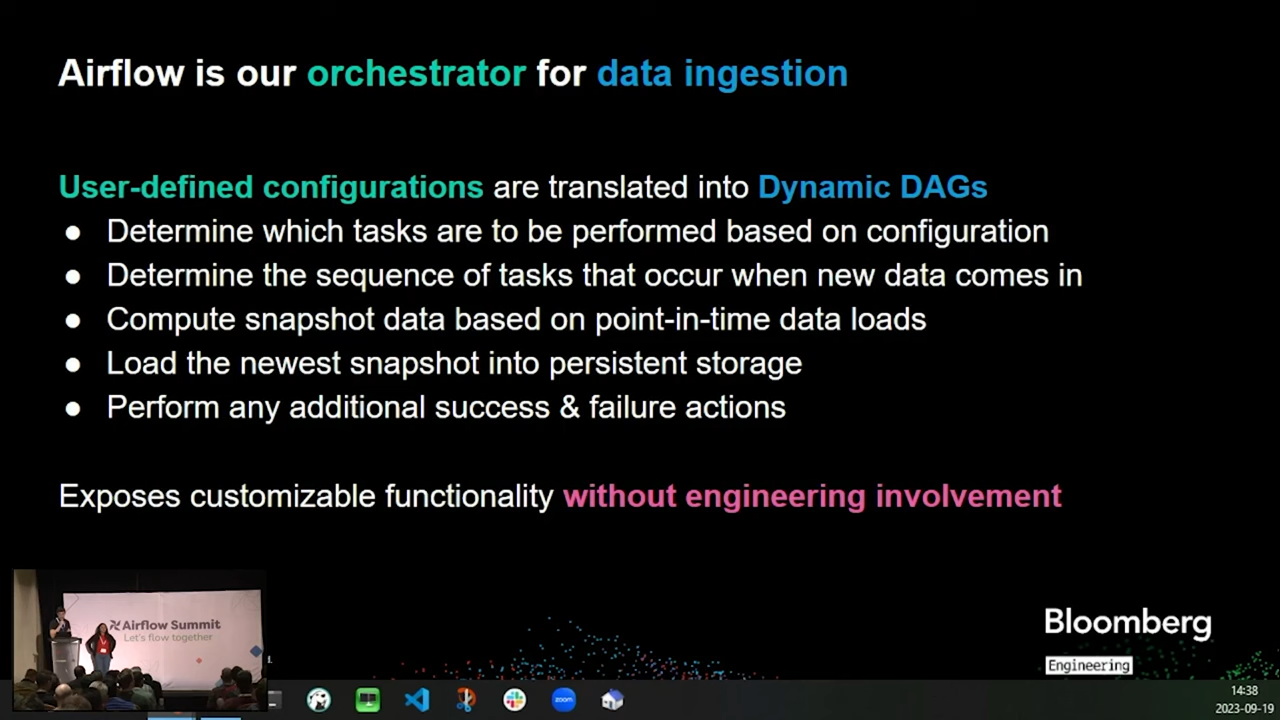 Airflow is our orchestrator for data ingestion
User-defined configurations are translated into Dynamic DAGs
● Determine which tasks are to be performed based on configuration
● Determine the sequence of tasks that occur when new data comes in
● Compute snapshot data based on point-in-time data loads
● Load the newest snapshot into persistent storage
● Perform any additional success & failure actions
Exposes customizable functionality without engineering involvement
Airflow Summit
Let's flow together
Bloomberg
Engineering
zoom
14:38
2023-09-19